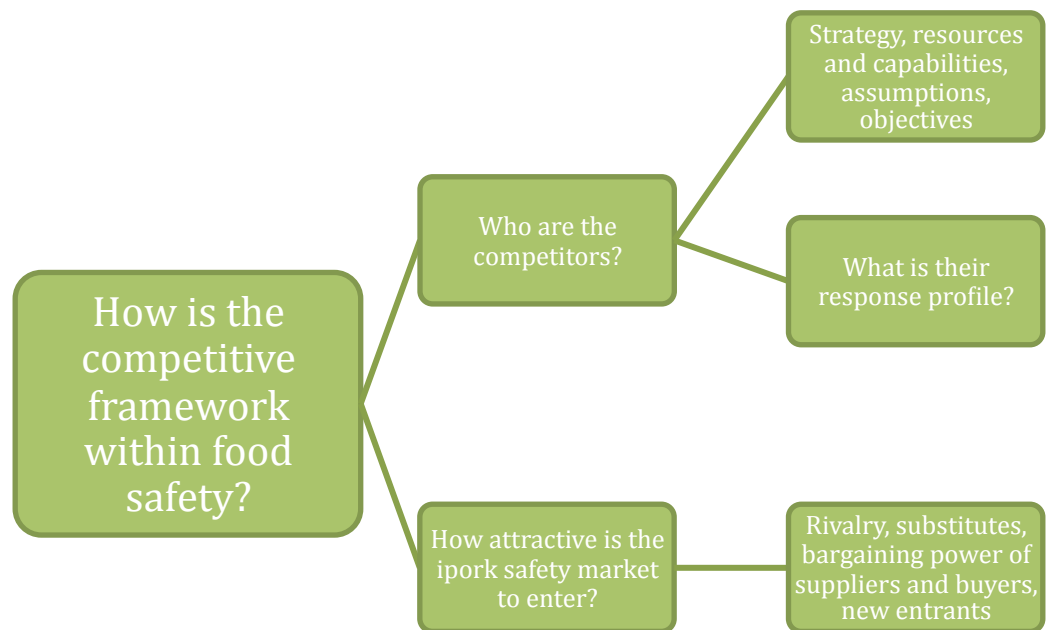 How is the
competitive
framework
within food
safety?
Who are the
competitors?
Strategy, resources
and capabilities,
assumptions,
objectives
What is their
response profile?
How attractive is the
ipork safety market
to enter?
Rivalry, substitutes,
bargaining power of
suppliers and buyers,
new entrants